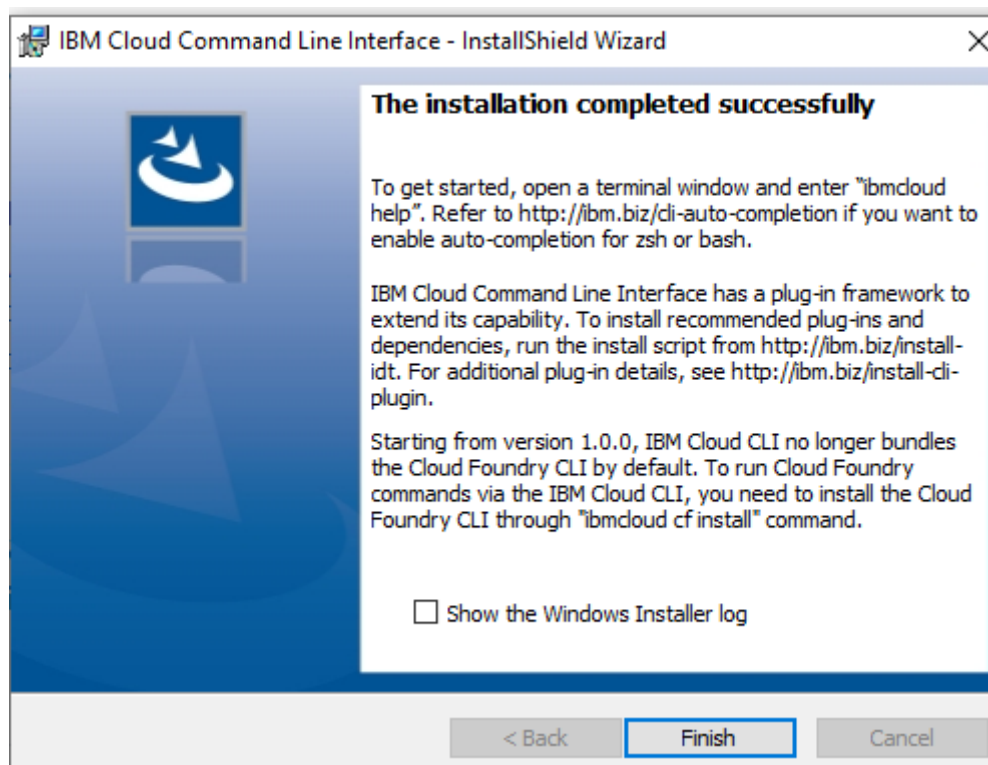 IBM Cloud Command Line Interface - InstallShield Wizard
The installation completed successfully
To get started, open a terminal window and enter “ibmcloud
help”. Refer to http://ibm.biz/cli-auto-completion if you want to
enable auto-completion for zsh or bash.
IBM Cloud Command Line Interface has a plug-in framework to
extend its capability. To install recommended plug-ins and
dependencies, run the install script from http://ibm.biz/install-
idt. For additional plug-in details, see http://ibm.biz/install-cli-
plugin.
Starting from version 1.0.0, IBM Cloud CLI no longer bundles
the Cloud Foundry CLI by default. To run Cloud Foundry
commands via the IBM Cloud CLI, you need to install the Cloud
Foundry CLI through "ibmcloud cf install" command.
Show the Windows Installer log
< Back Finish Cancel